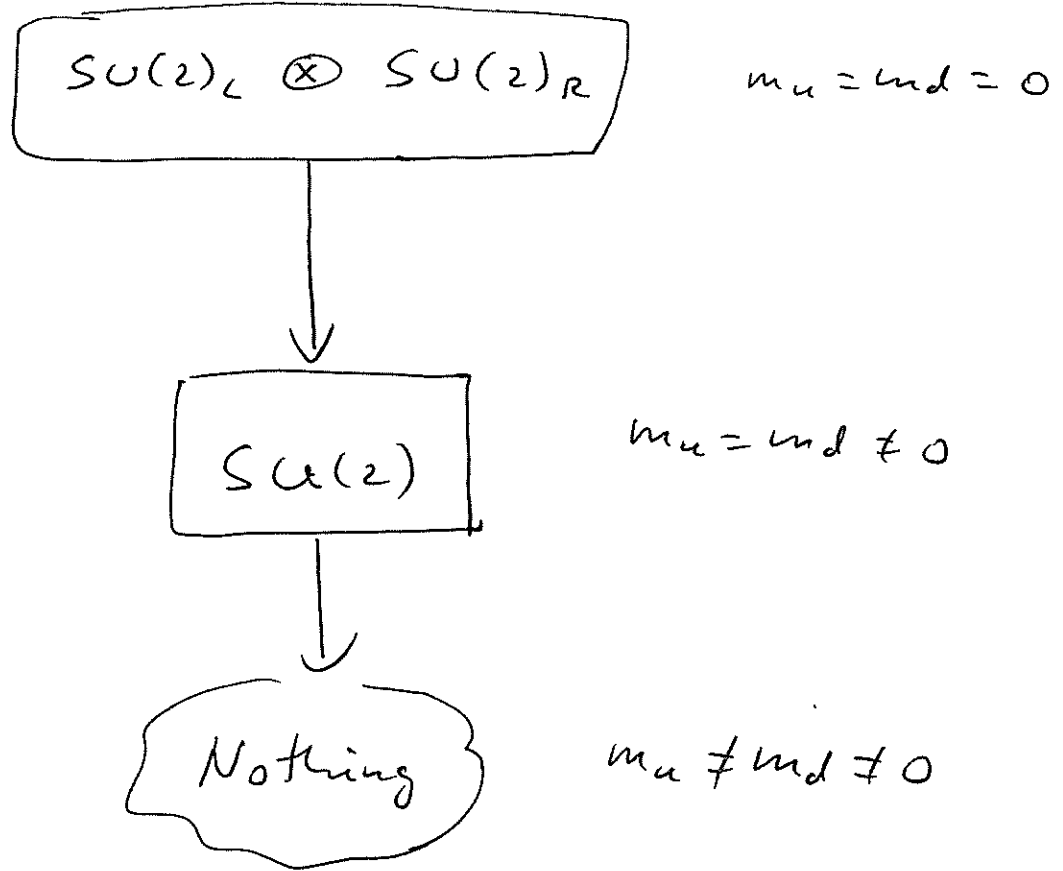 SU(2)_L ⊗ SU(2)_R m_u = m_d = 0
SU(2) m_u = m_d ≠ 0
Nothing m_u ≠ m_d ≠ 0